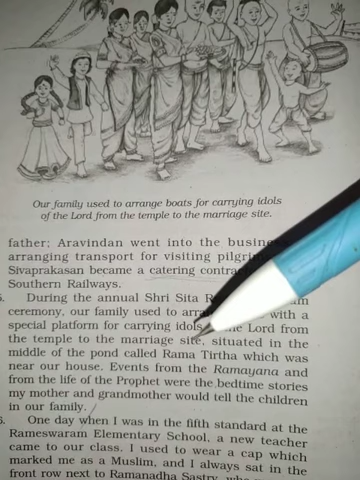 Our family used to arrange boats for carrying idols
of the Lord from the temple to the marriage site.
father; Aravindan went into the
arranging transport for visiting
Sivaprakasan became a catering
Southern Railways.
During the annual Shri Sita
ceremony, our family used to with a
special platform for carrying idols Lord from
the temple to the marriage site, situated in the
middle of the pond called Rama Tirtha which was
near our house. Events from the Ramayana and
from the life of the Prophet were the bedtime stories
my mother and grandmother would tell the children
in our family.
6. One day when I was in the fifth standard at the
Rameswaram Elementary School, a new teacher
came to our class. I used to wear a cap which
marked me as a Muslim, and I always sat in the
front row next to Ramanadha Sastry, who